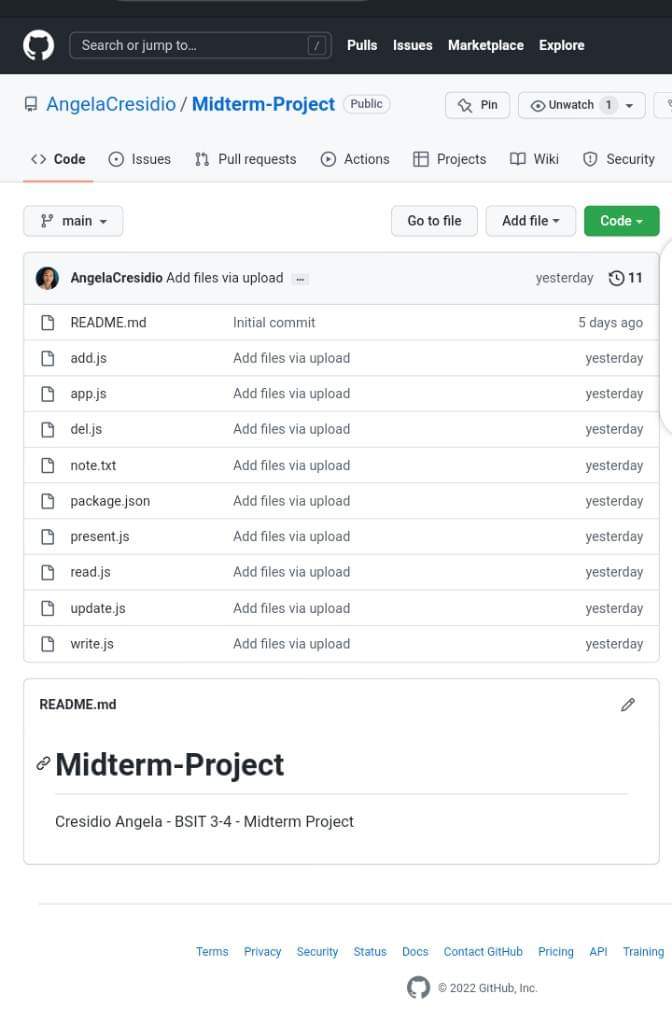 Search or jump to… /
Pulls Issues Marketplace Explore
AngelaCresidio / Midterm-Project Public
Pin Unwatch 1
Code Issues Pull requests Actions Projects Wiki Security
main Go to file Add file Code
AngelaCresidio Add files via upload … yesterday 11
README.md Initial commit 5 days ago
add.js Add files via upload yesterday
app.js Add files via upload yesterday
del.js Add files via upload yesterday
note.txt Add files via upload yesterday
package.json Add files via upload yesterday
present.js Add files via upload yesterday
read.js Add files via upload yesterday
update.js Add files via upload yesterday
write.js Add files via upload yesterday
README.md
Midterm-Project
Cresidio Angela - BSIT 3-4 - Midterm Project
Terms Privacy Security Status Docs Contact GitHub Pricing API Training
© 2022 GitHub, Inc.